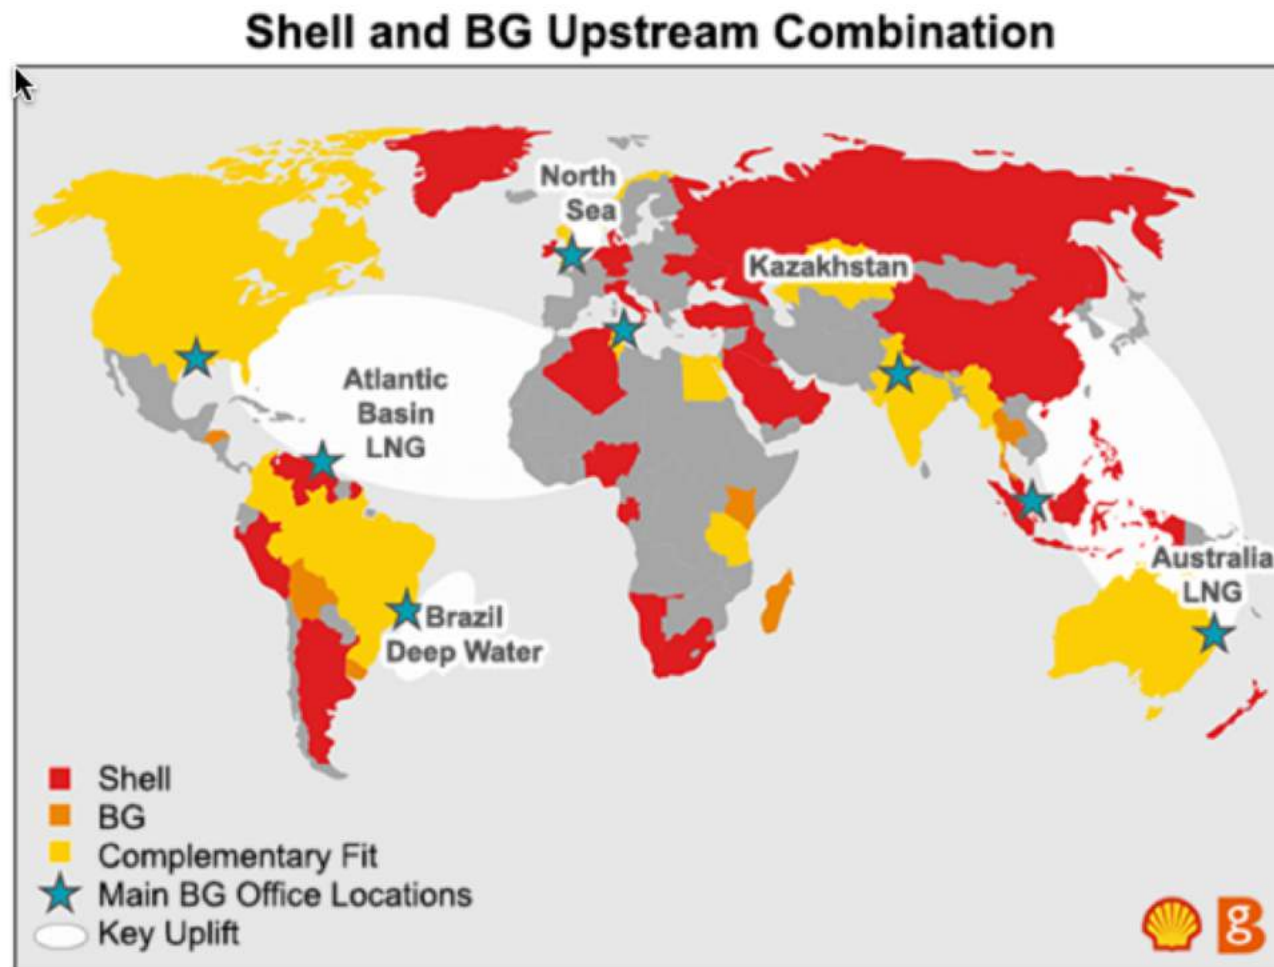 Shell and BG Upstream Combination
North
Sea
Kazakhstan
Atlantic
Basin
LNG
Australia
LNG
Brazil
Deep Water
Shell
BG
Complementary Fit
Main BG Office Locations
Key Uplift
Bg